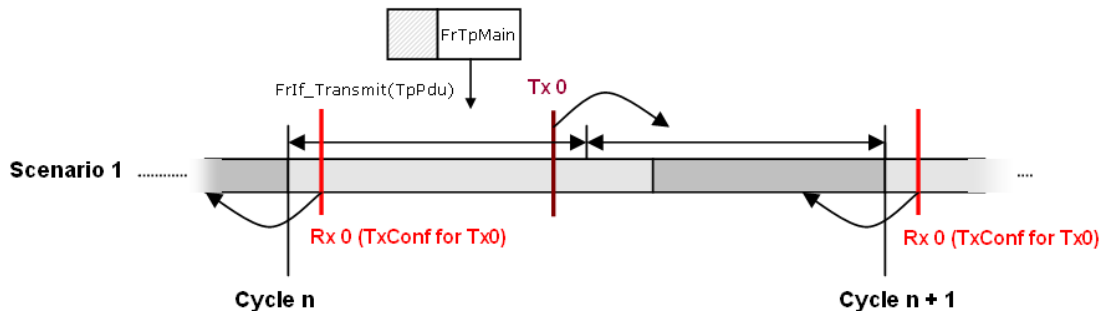 FrTpMain
FrIf_Transmit(TpPdu)
Tx 0
Scenario 1 ............
....
Rx 0 (TxConf for Tx0)
Rx 0 (TxConf for Tx0)
Cycle n
Cycle n + 1